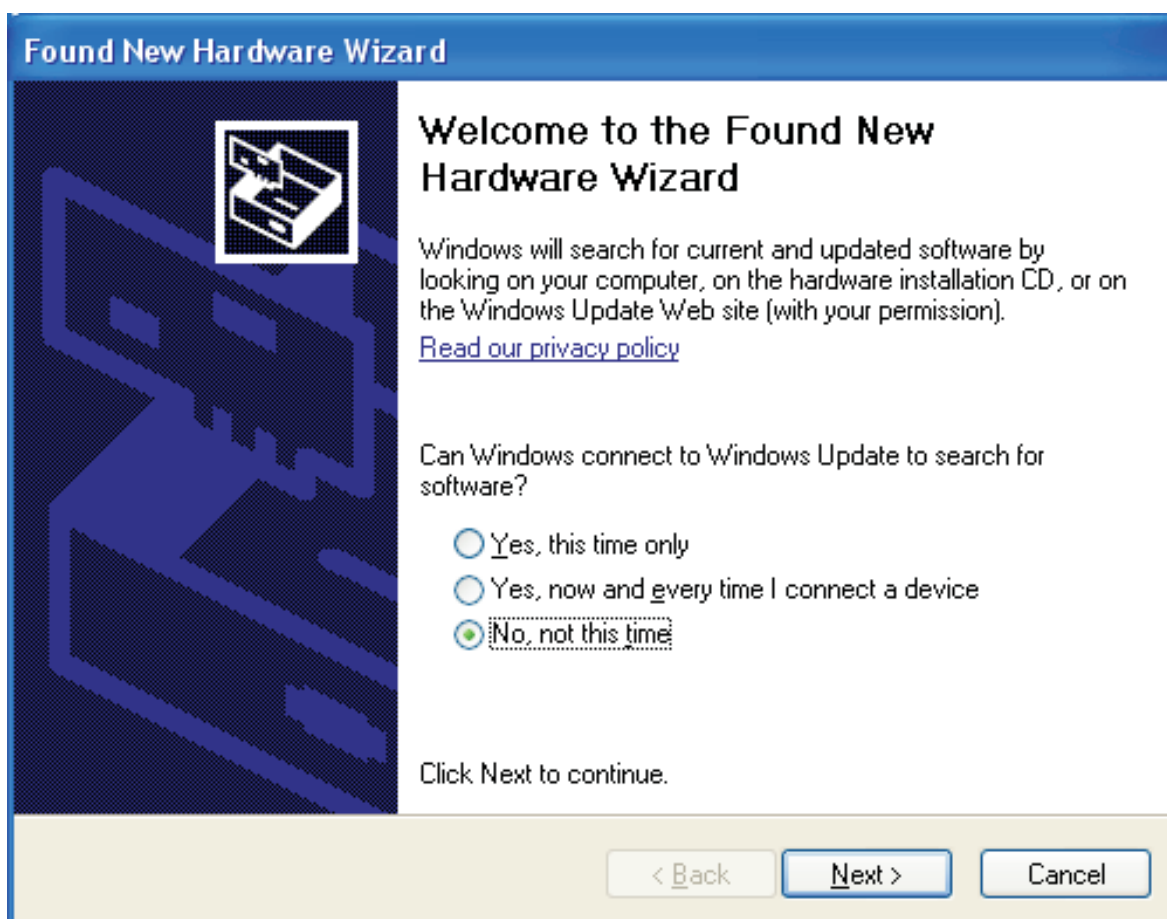 Found New Hardware Wizard
Welcome to the Found New
Hardware Wizard
Windows will search for current and updated software by
looking on your computer, on the hardware installation CD, or on
the Windows Update Web site (with your permission).
Read our privacy policy
Can Windows connect to Windows Update to search for
software?
Yes, this time only
Yes, now and every time I connect a device
No, not this time
Click Next to continue.
< Back
Next >
Cancel